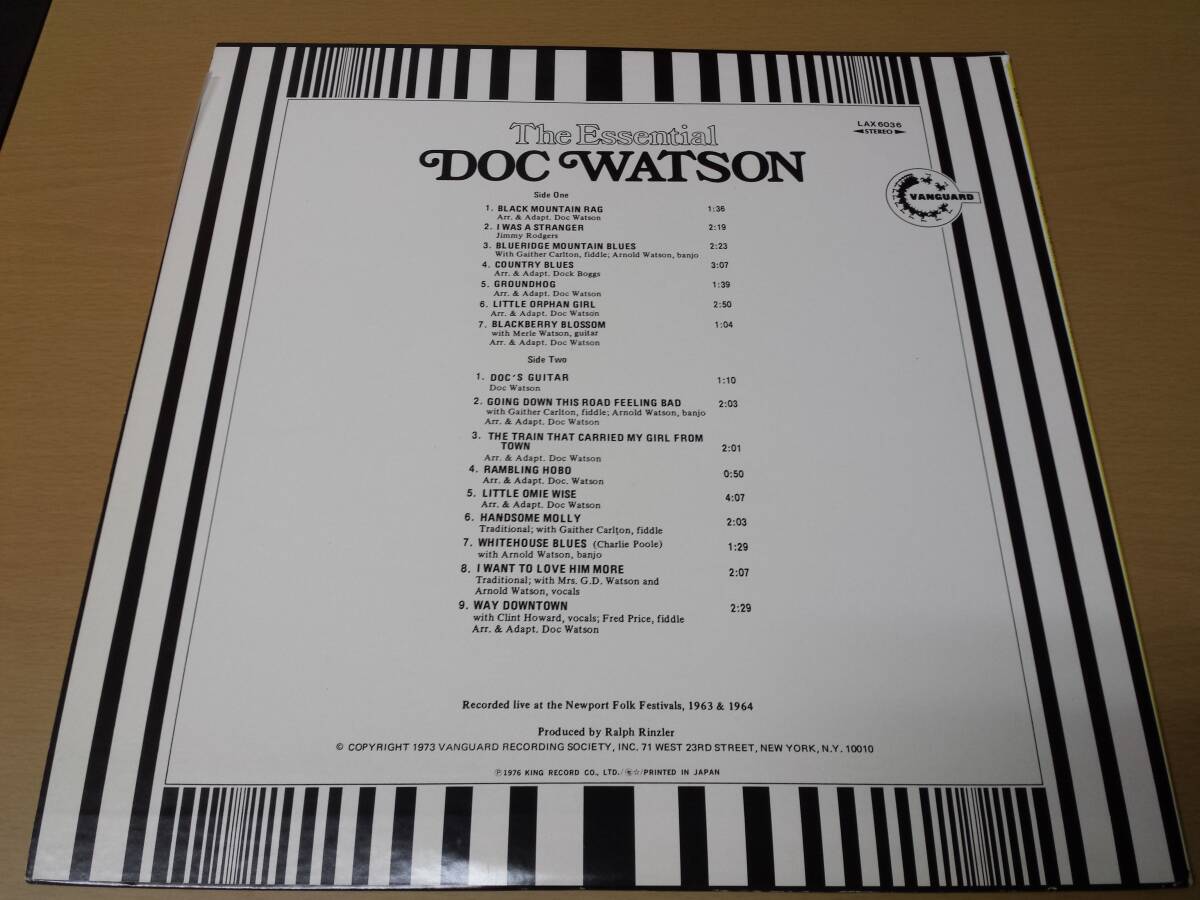 The Essential
DOC WATSON
LAX 6036
STEREO
VANGUARD
Side One
1. BLACK MOUNTAIN RAG 1:36
Arr. & Adapt. Doc Watson
2. I WAS A STRANGER 2:19
Jimmy Rodgers
3. BLUERIDGE MOUNTAIN BLUES 2:23
With Gaither Carlton, fiddle; Arnold Watson, banjo
4. COUNTRY BLUES 3:07
Arr. & Adapt. Dock Boggs
5. GROUNDHOG 1:39
Arr. & Adapt. Doc Watson
6. LITTLE ORPHAN GIRL 2:50
Arr. & Adapt. Doc Watson
7. BLACKBERRY BLOSSOM 1:04
with Merle Watson, guitar
Arr. & Adapt. Doc Watson
Side Two
1. DOC'S GUITAR 1:10
Doc Watson
2. GOING DOWN THIS ROAD FEELING BAD 2:03
with Gaither Carlton, fiddle; Arnold Watson, banjo
Arr. & Adapt. Doc Watson
3. THE TRAIN THAT CARRIED MY GIRL FROM
TOWN 2:01
Arr. & Adapt. Doc Watson
4. RAMBLING HOBO 0:50
Arr. & Adapt. Doc. Watson
5. LITTLE OMIE WISE 4:07
Arr. & Adapt. Doc Watson
6. HANDSOME MOLLY 2:03
Traditional; with Gaither Carlton, fiddle
7. WHITEHOUSE BLUES (Charlie Poole) 1:29
with Arnold Watson, banjo
8. I WANT TO LOVE HIM MORE 2:07
Traditional; with Mrs. G.D. Watson and
Arnold Watson, vocals
9. WAY DOWNTOWN 2:29
with Clint Howard, vocals; Fred Price, fiddle
Arr. & Adapt. Doc Watson
Recorded live at the Newport Folk Festivals, 1963 & 1964
Produced by Ralph Rinzler
© COPYRIGHT 1973 VANGUARD RECORDING SOCIETY, INC. 71 WEST 23RD STREET, NEW YORK, N.Y. 10010
℗ 1976 KING RECORD CO., LTD./ /PRINTED IN JAPAN